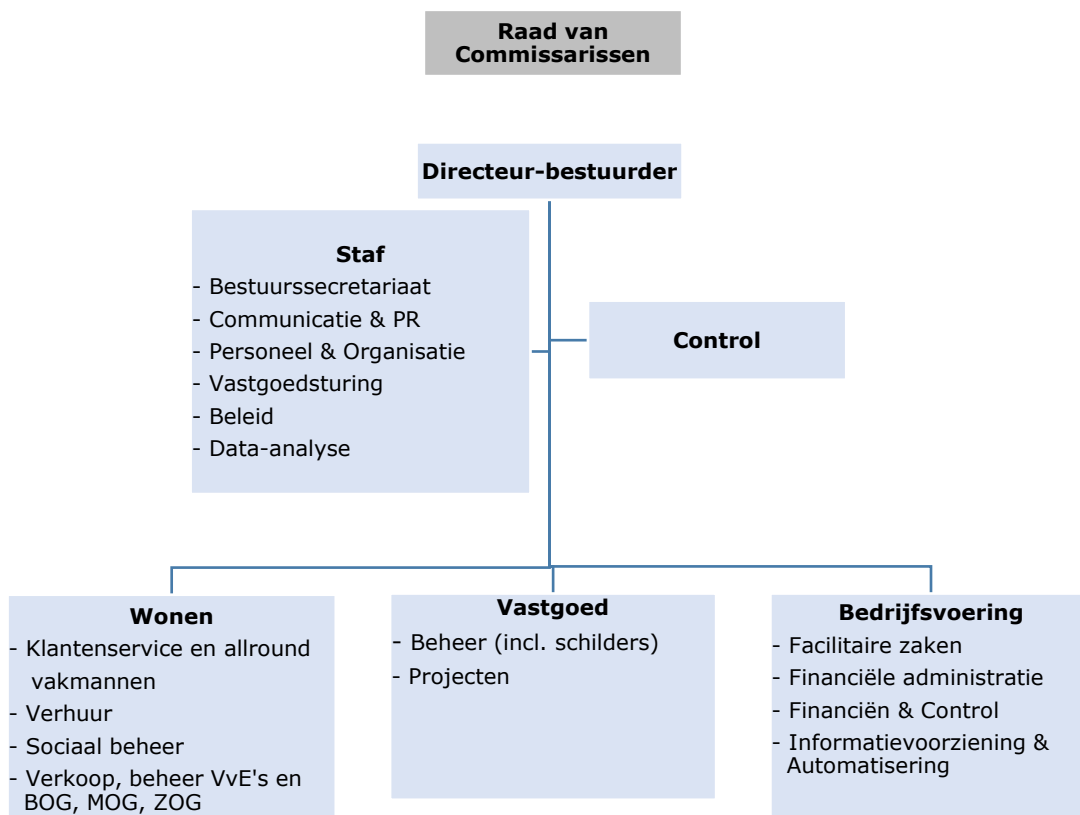 Raad van
Commissarissen
Directeur-bestuurder
Staf
- Bestuurssecretariaat
- Communicatie & PR
- Personeel & Organisatie
- Vastgoedsturing
- Beleid
- Data-analyse
Control
Wonen
- Klantenservice en allround
vakmannen
- Verhuur
- Sociaal beheer
- Verkoop, beheer VvE's en
BOG, MOG, ZOG
Vastgoed
- Beheer (incl. schilders)
- Projecten
Bedrijfsvoering
- Facilitaire zaken
- Financiële administratie
- Financiën & Control
- Informatievoorziening &
Automatisering